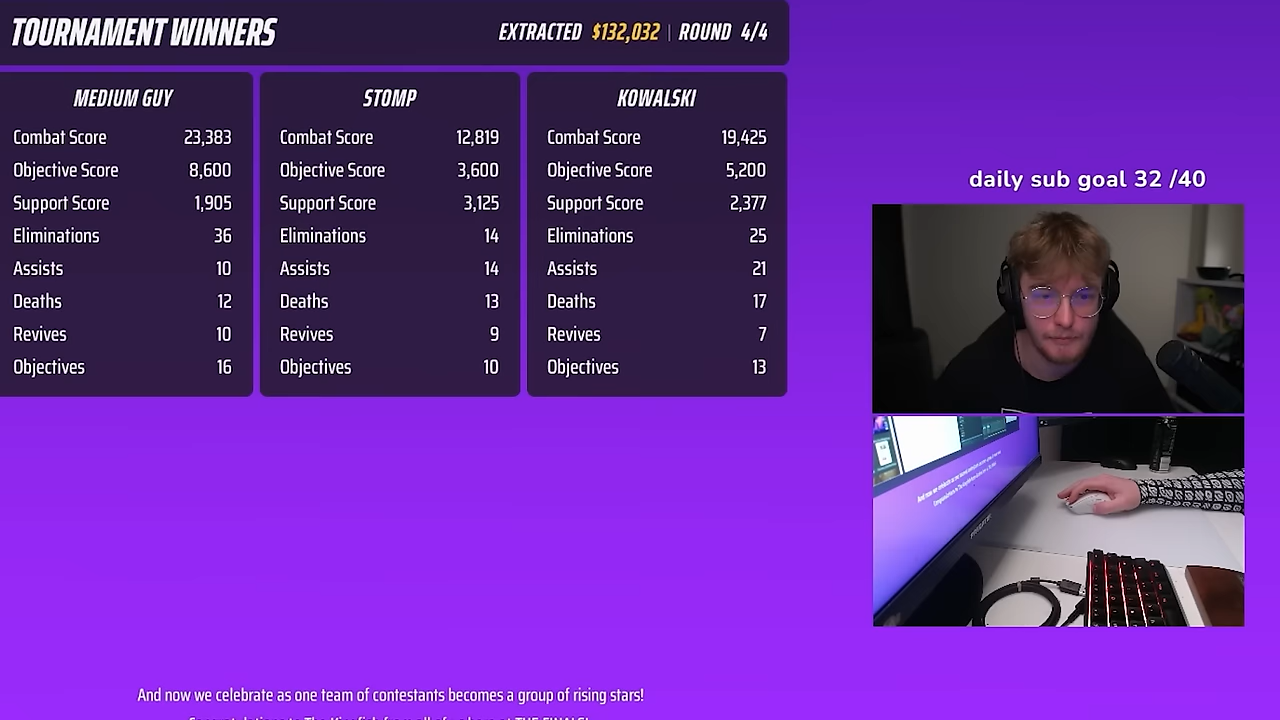 TOURNAMENT WINNERS
EXTRACTED $132,032 | ROUND 4/4
MEDIUM GUY
Combat Score 23,383
Objective Score 8,600
Support Score 1,905
Eliminations 36
Assists 10
Deaths 12
Revives 10
Objectives 16
STOMP
Combat Score 12,819
Objective Score 3,600
Support Score 3,125
Eliminations 14
Assists 14
Deaths 13
Revives 9
Objectives 10
KOWALSKI
Combat Score 19,425
Objective Score 5,200
Support Score 2,377
Eliminations 25
Assists 21
Deaths 17
Revives 7
Objectives 13
daily sub goal 32 /40
And now we celebrate as one team of contestants becomes a group of rising stars!